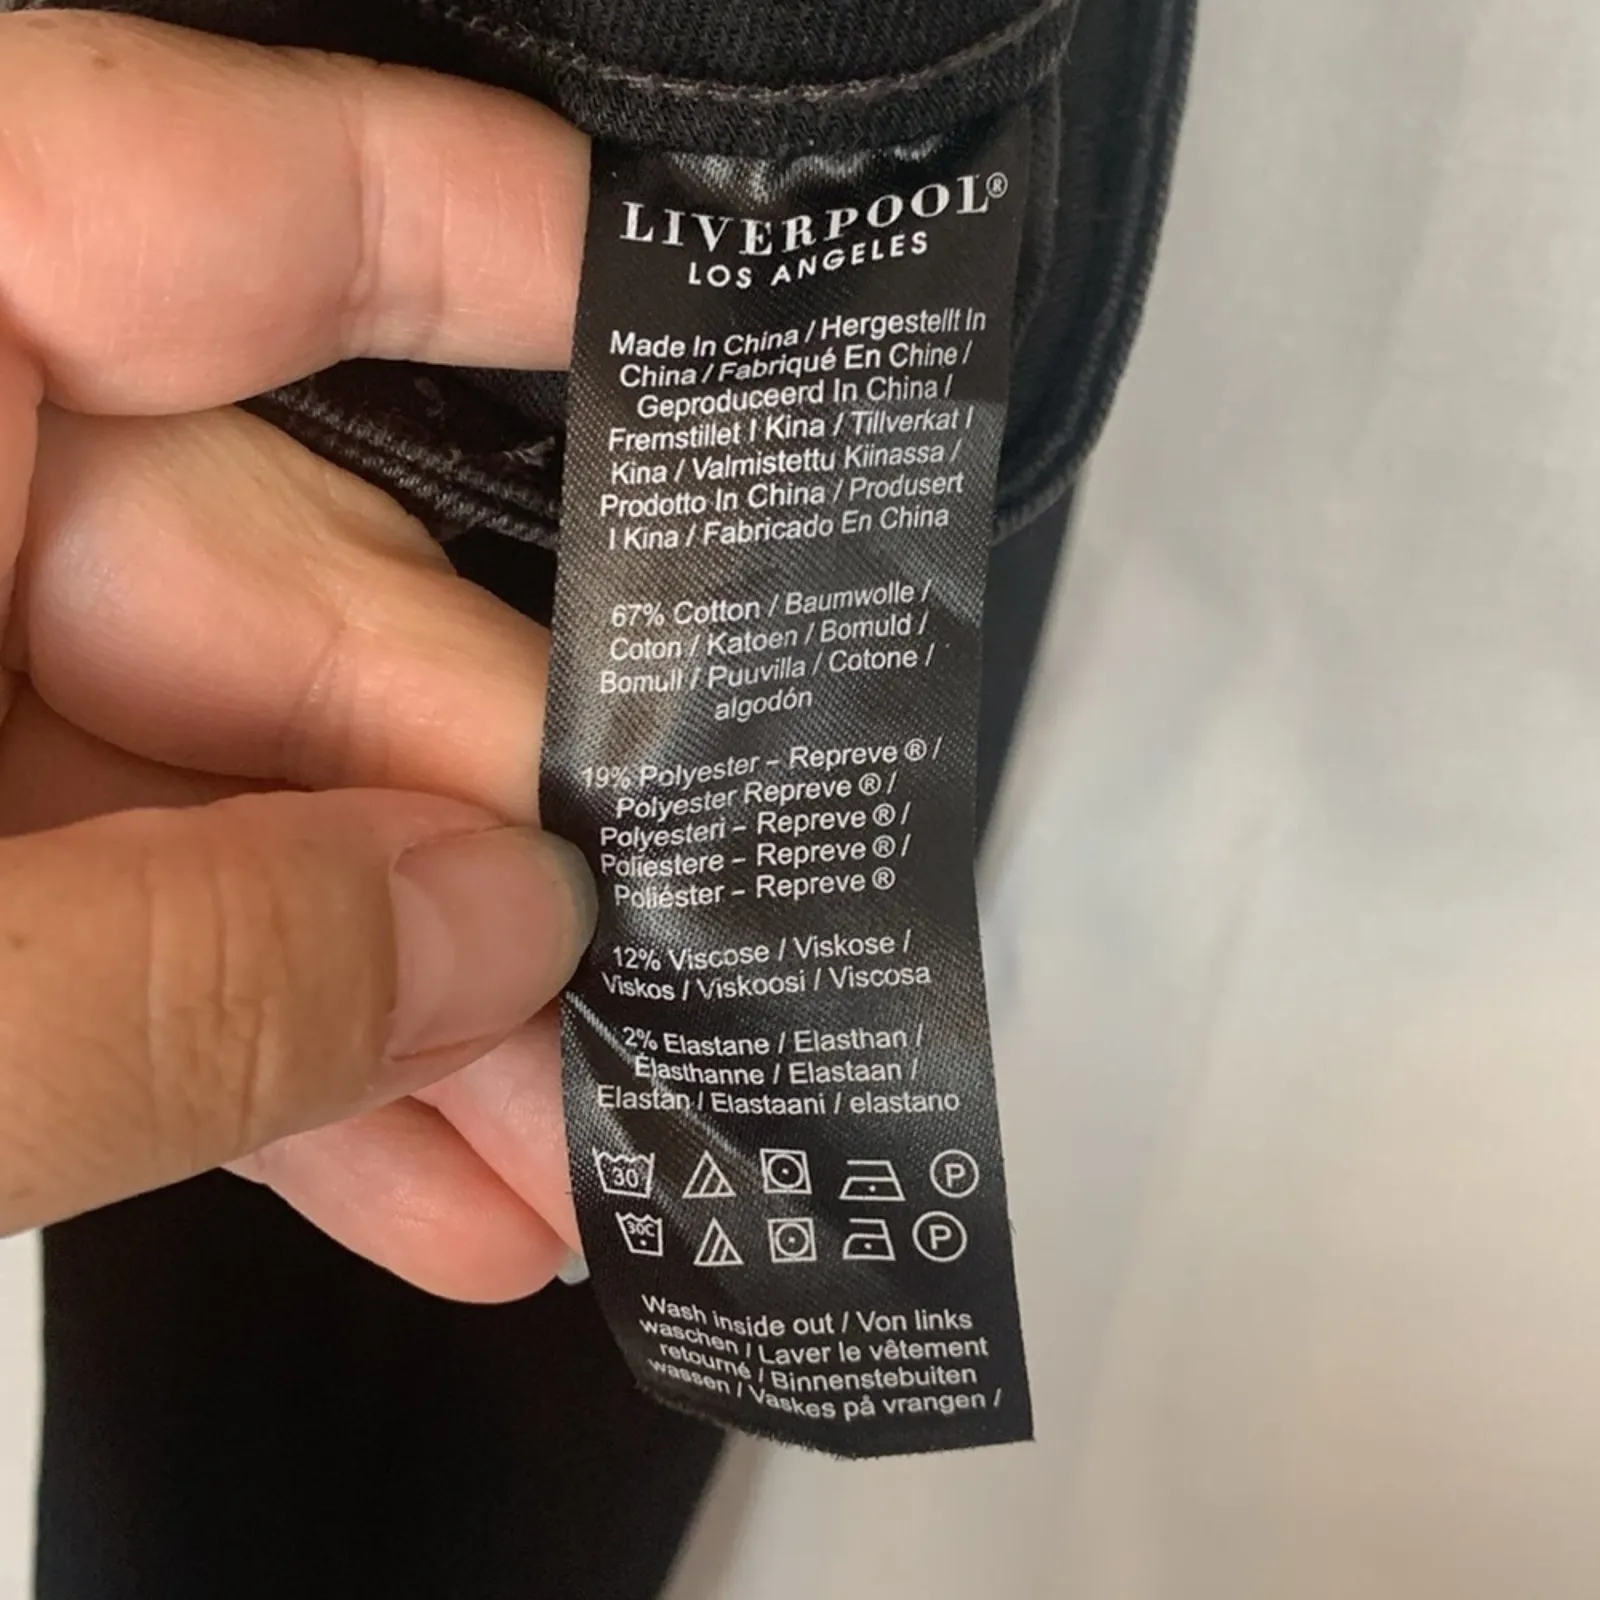 LIVERPOOL®
LOS ANGELES
Made In China / Hergestellt In
China / Fabriqué En Chine /
Geproduceerd In China /
Fremstillet I Kina / Tillverkat I
Kina / Valmistettu Kiinassa /
Prodotto In China / Produsert
I Kina / Fabricado En China
67% Cotton / Baumwolle /
Coton / Katoen / Bomuld /
Bomull / Puuvilla / Cotone /
algodón
19% Polyester – Repreve ® /
Polyester Repreve ® /
Polyesteri – Repreve ® /
Poliestere – Repreve ® /
Poliéster – Repreve ®
12% Viscose / Viskose /
Viskos / Viskoosi / Viscosa
2% Elastane / Elasthan /
Élasthanne / Elastaan /
Elastan / Elastaani / elastano
30 P
30C P
Wash inside out / Von links
waschen / Laver le vêtement
retourné / Binnenstebuiten
wassen / Vaskes på vrangen /